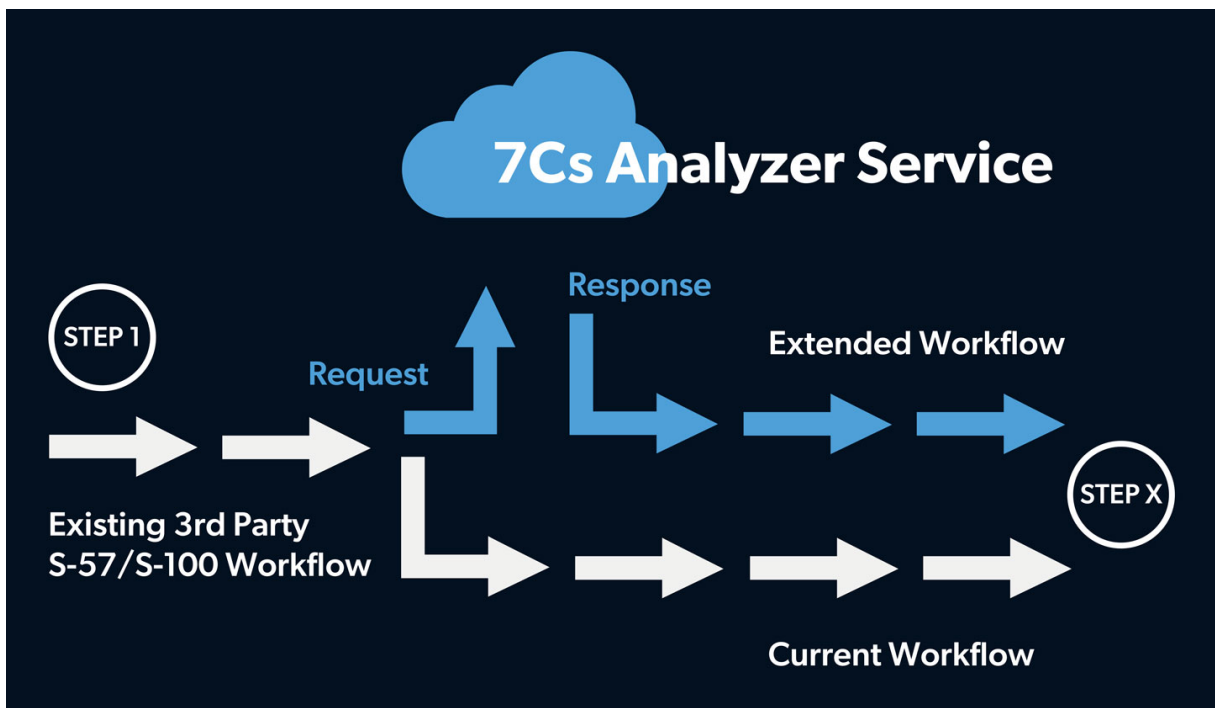 7Cs Analyzer Service
Response
STEP 1
Extended Workflow
Request
STEP X
Existing 3rd Party
S-57/S-100 Workflow
Current Workflow